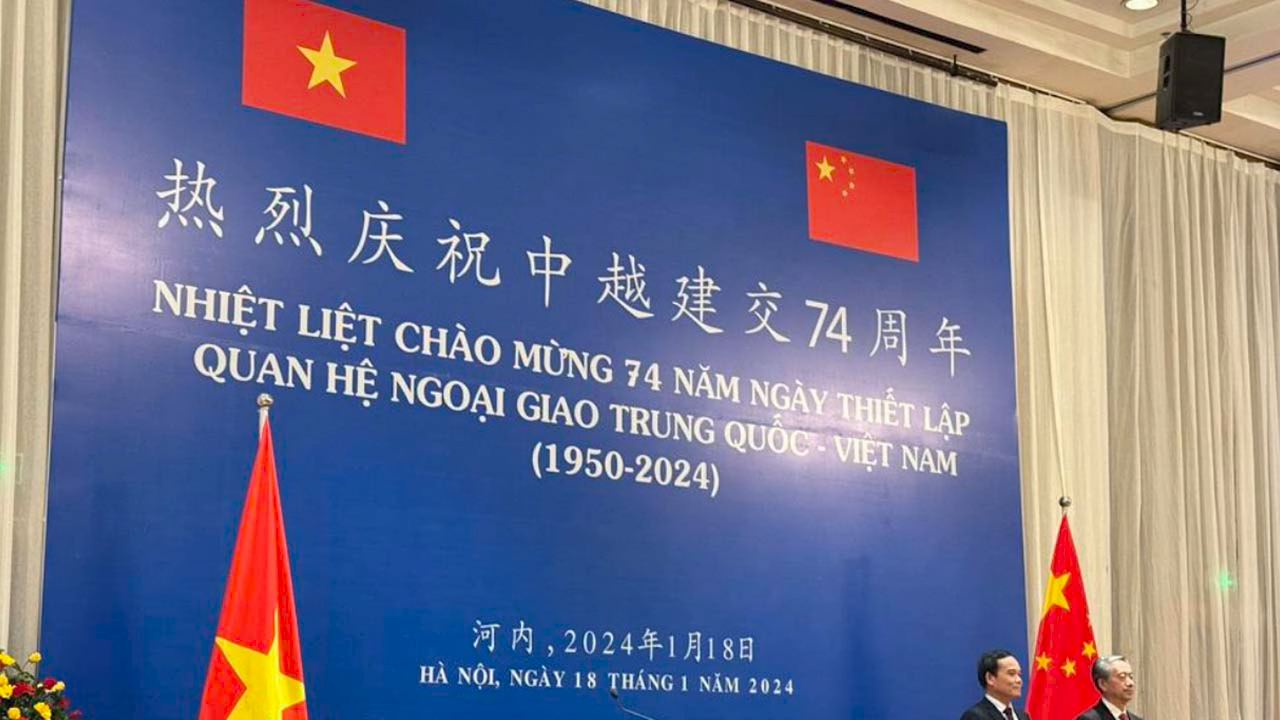 热烈庆祝中越建交74周年
NHIỆT LIỆT CHÀO MỪNG 74 NĂM NGÀY THIẾT LẬP
QUAN HỆ NGOẠI GIAO TRUNG QUỐC - VIỆT NAM
(1950-2024)
河内,2024年1月18日
HÀ NỘI, NGÀY 18 THÁNG 1 NĂM 2024